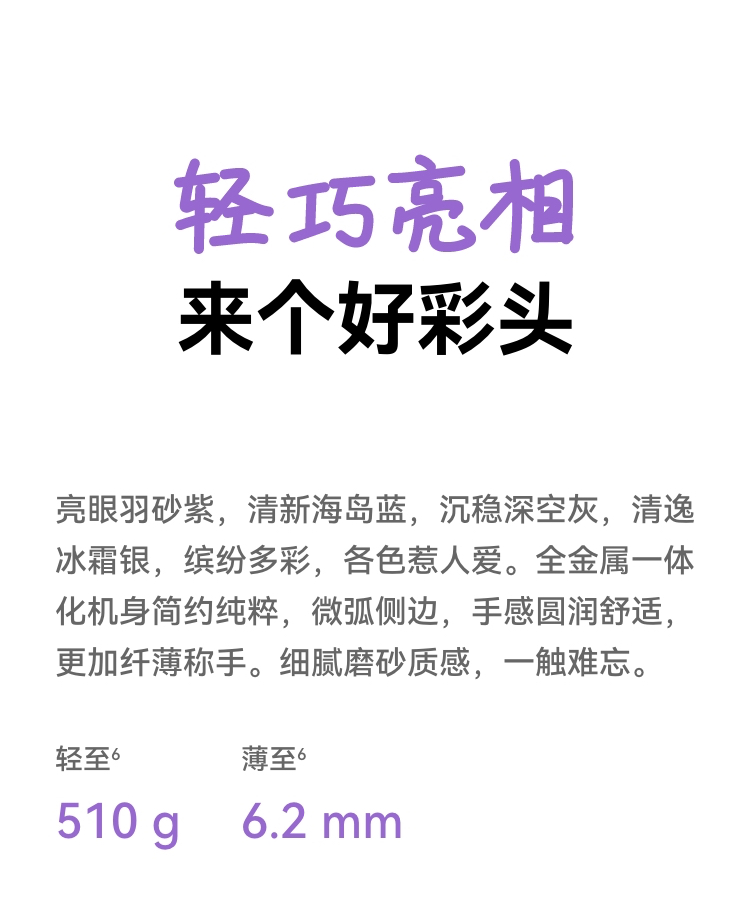 轻巧亮相
来个好彩头
亮眼羽砂紫，清新海岛蓝，沉稳深空灰，清逸
冰霜银，缤纷多彩，各色惹人爱。全金属一体
化机身简约纯粹，微弧侧边，手感圆润舒适，
更加纤薄称手。细腻磨砂质感，一触难忘。
轻至⁶ 薄至⁶
510 g 6.2 mm